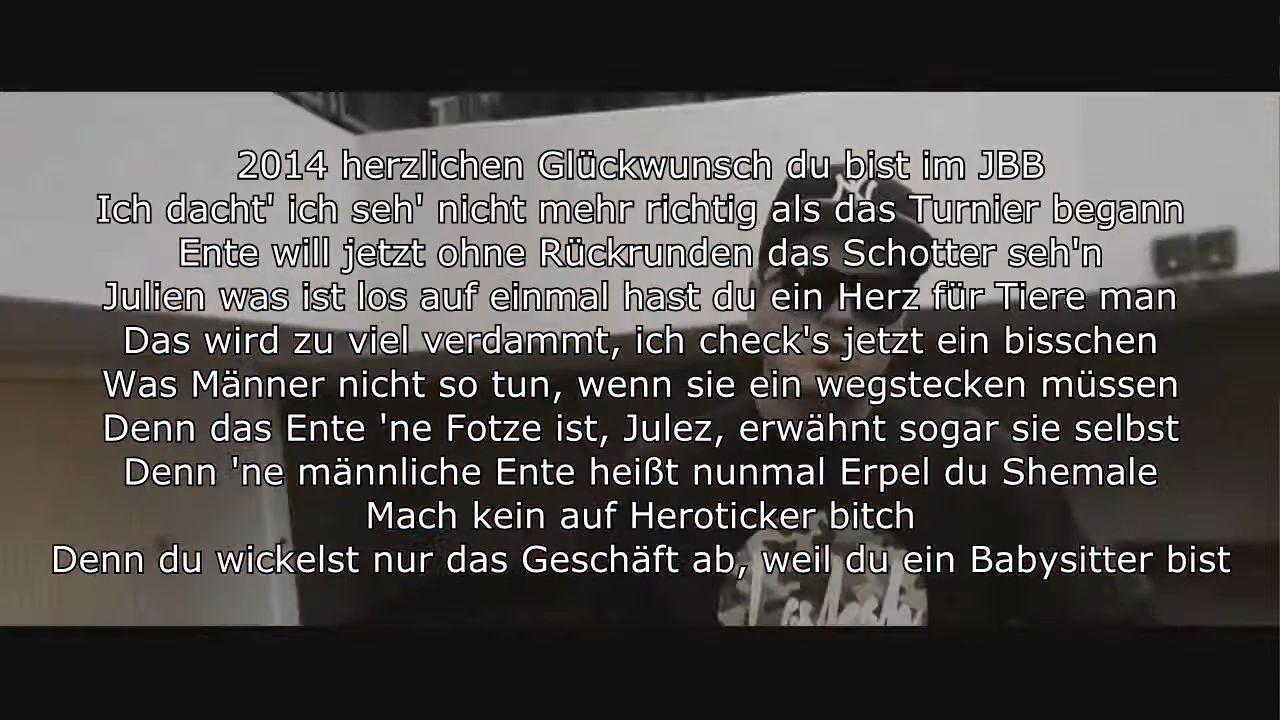 2014 herzlichen Glückwunsch du bist im JBB
Ich dacht' ich seh' nicht mehr richtig als das Turnier begann
Ente will jetzt ohne Rückrunden das Schotter seh'n
Julien was ist los auf einmal hast du ein Herz für Tiere man
Das wird zu viel verdammt, ich check's jetzt ein bisschen
Was Männer nicht so tun, wenn sie ein wegstecken müssen
Denn das Ente 'ne Fotze ist, Julez, erwähnt sogar sie selbst
Denn 'ne männliche Ente heißt nunmal Erpel du Shemale
Mach kein auf Heroticker bitch
Denn du wickelst nur das Geschäft ab, weil du ein Babysitter bist
NY